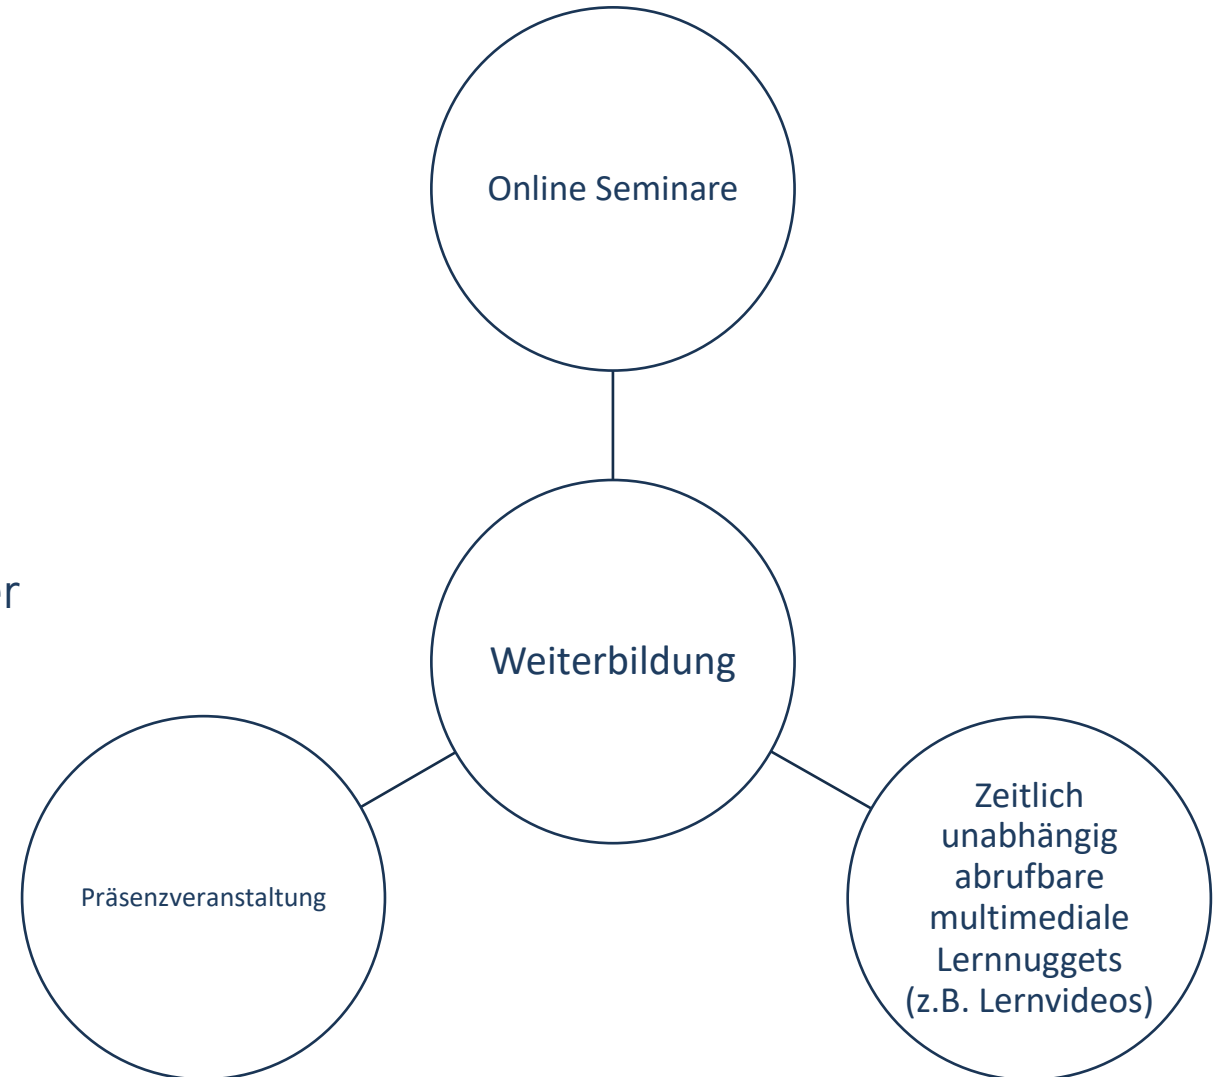 Online Seminare
Weiterbildung
Präsenzveranstaltung
Zeitlich
unabhängig
abrufbare
multimediale
Lernnuggets
(z.B. Lernvideos)